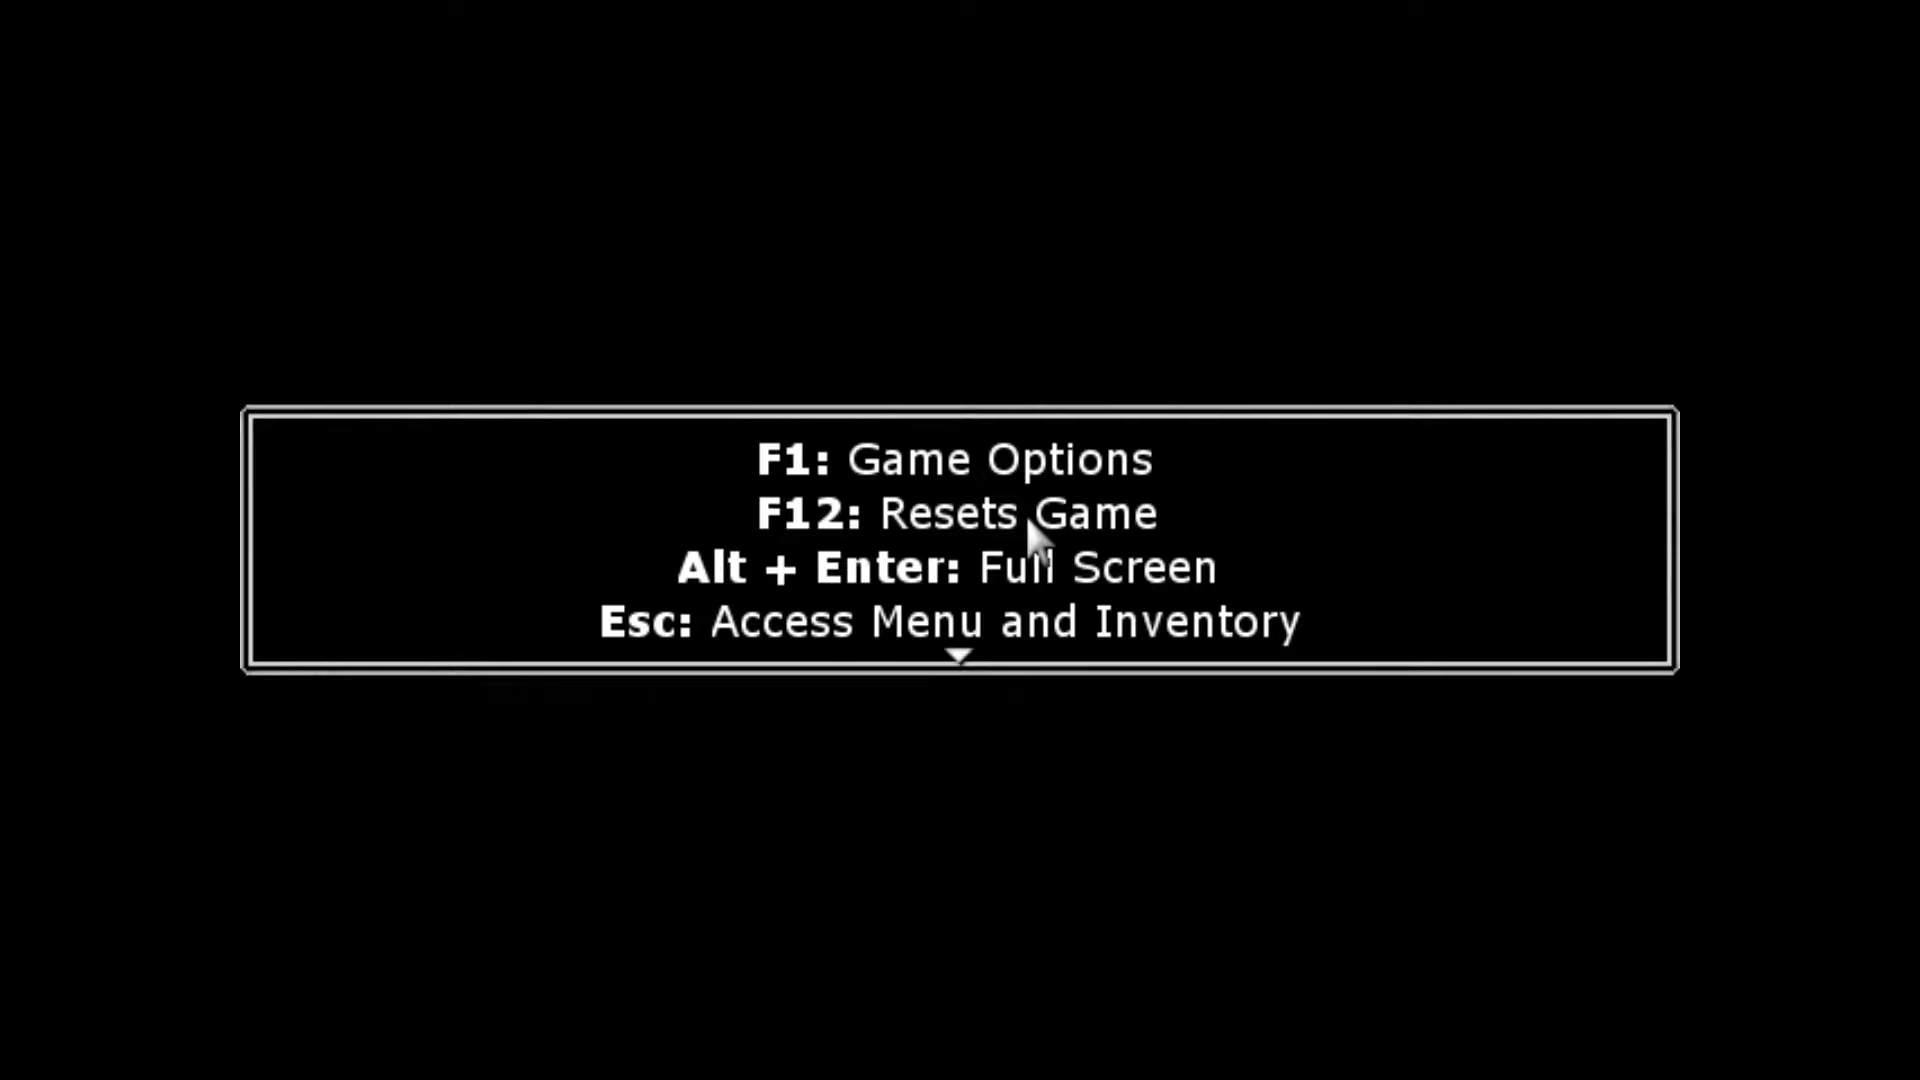 F1: Game Options
F12: Resets Game
Alt + Enter: Full Screen
Esc: Access Menu and Inventory